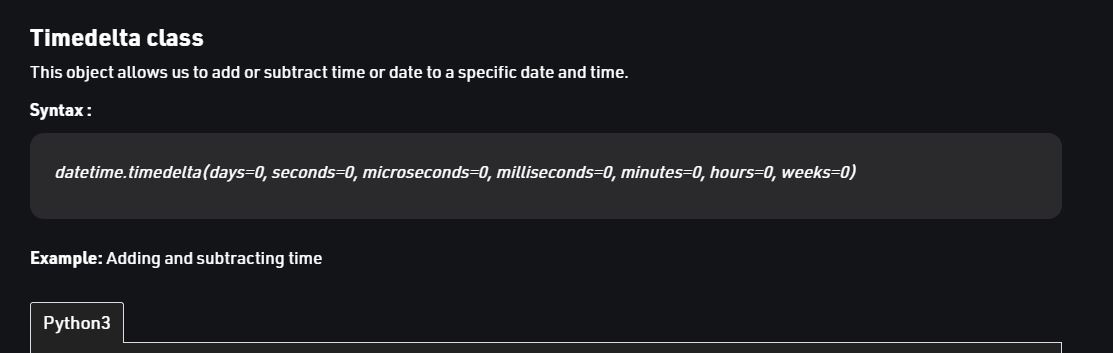 Timedelta class
This object allows us to add or subtract time or date to a specific date and time.
Syntax :
datetime.timedelta(days=0, seconds=0, microseconds=0, milliseconds=0, minutes=0, hours=0, weeks=0)
Example: Adding and subtracting time
Python3